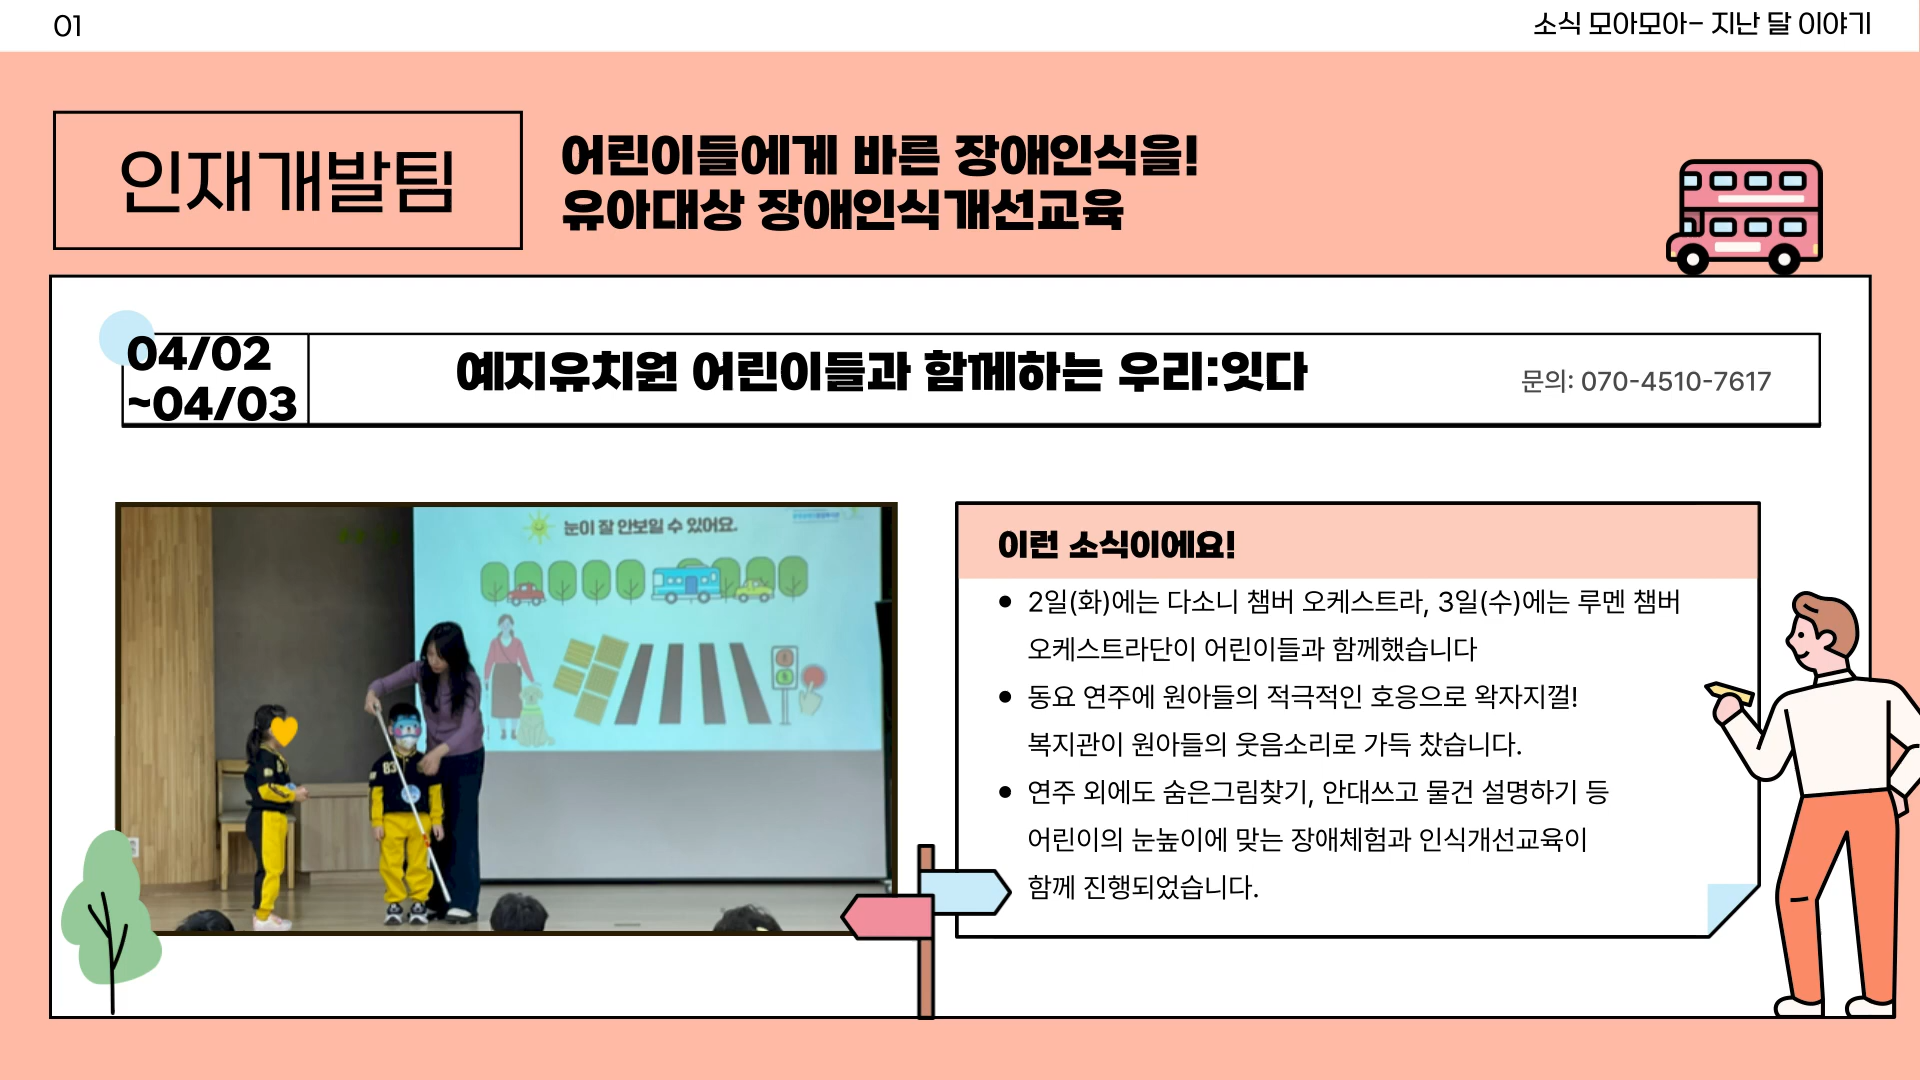 01
소식 모아모아- 지난 달 이야기
인재개발팀
어린이들에게 바른 장애인식을!
유아대상 장애인식개선교육
04/02
~04/03
예지유치원 어린이들과 함께하는 우리:잇다
문의: 070-4510-7617
눈이 잘 안보일 수 있어요.
83
이런 소식이에요!
● 2일(화)에는 다소니 챔버 오케스트라, 3일(수)에는 루멘 챔버
오케스트라단이 어린이들과 함께했습니다
● 동요 연주에 원아들의 적극적인 호응으로 왁자지껄!
복지관이 원아들의 웃음소리로 가득 찼습니다.
● 연주 외에도 숨은그림찾기, 안대쓰고 물건 설명하기 등
어린이의 눈높이에 맞는 장애체험과 인식개선교육이
함께 진행되었습니다.